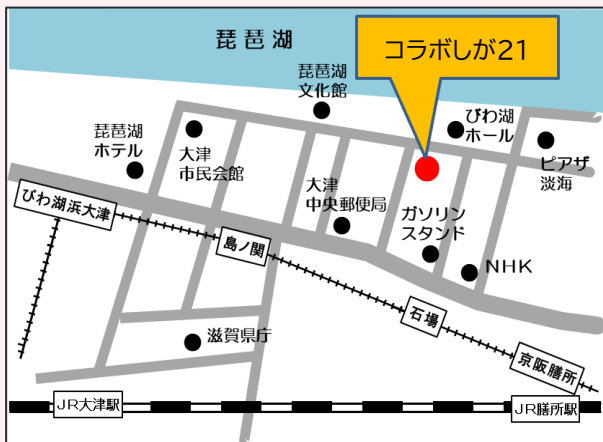 琵琶湖
コラボしが21
琵琶湖
文化館
びわ湖
ホール
琵琶湖
ホテル
大津
市民会館
ピアザ
淡海
大津
中央郵便局
ガソリン
スタンド
びわ湖浜大津
島ノ関
NHK
石場
滋賀県庁
京阪膳所
JR大津駅
JR膳所駅